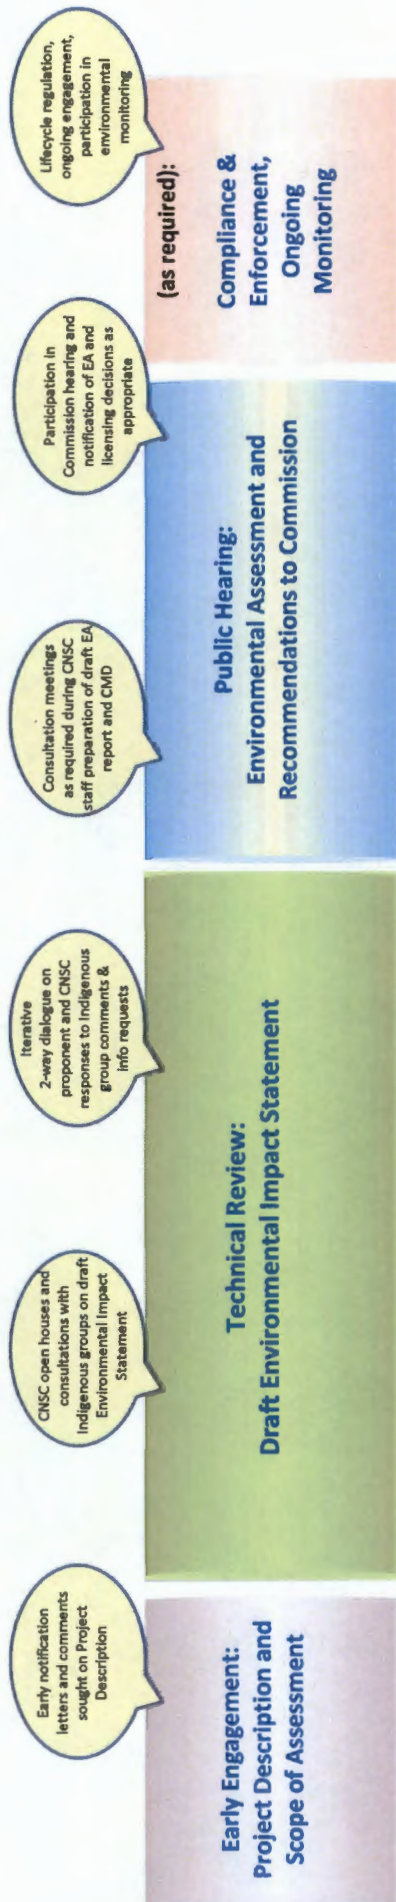 Early notification
letters and comments
sought on Project
Description
CNSC open houses and
consultations with
Indigenous groups on draft
Environmental Impact
Statement
Iterative
2-way dialogue on
proponent and CNSC
responses to Indigenous
group comments &
info requests
Consultation meetings
as required during CNSC
staff preparation of draft EA
report and CMD
Participation in
Commission hearing and
notification of EA and
licensing decisions as
appropriate
Lifecycle regulation,
ongoing engagement,
participation in
environmental
monitoring
Early Engagement:
Project Description and
Scope of Assessment
Technical Review:
Draft Environmental Impact Statement
Public Hearing:
Environmental Assessment and
Recommendations to Commission
(as required):
Compliance &
Enforcement,
Ongoing
Monitoring